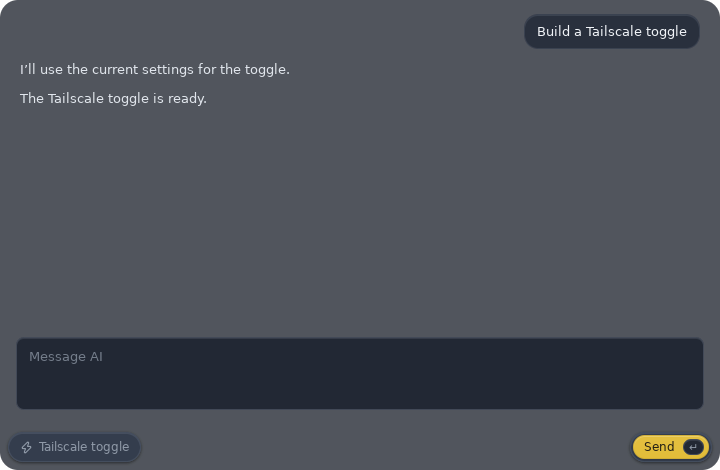 Build a Tailscale toggle
I’ll use the current settings for the toggle.
The Tailscale toggle is ready.
Message AI
Tailscale toggle
Send ↵